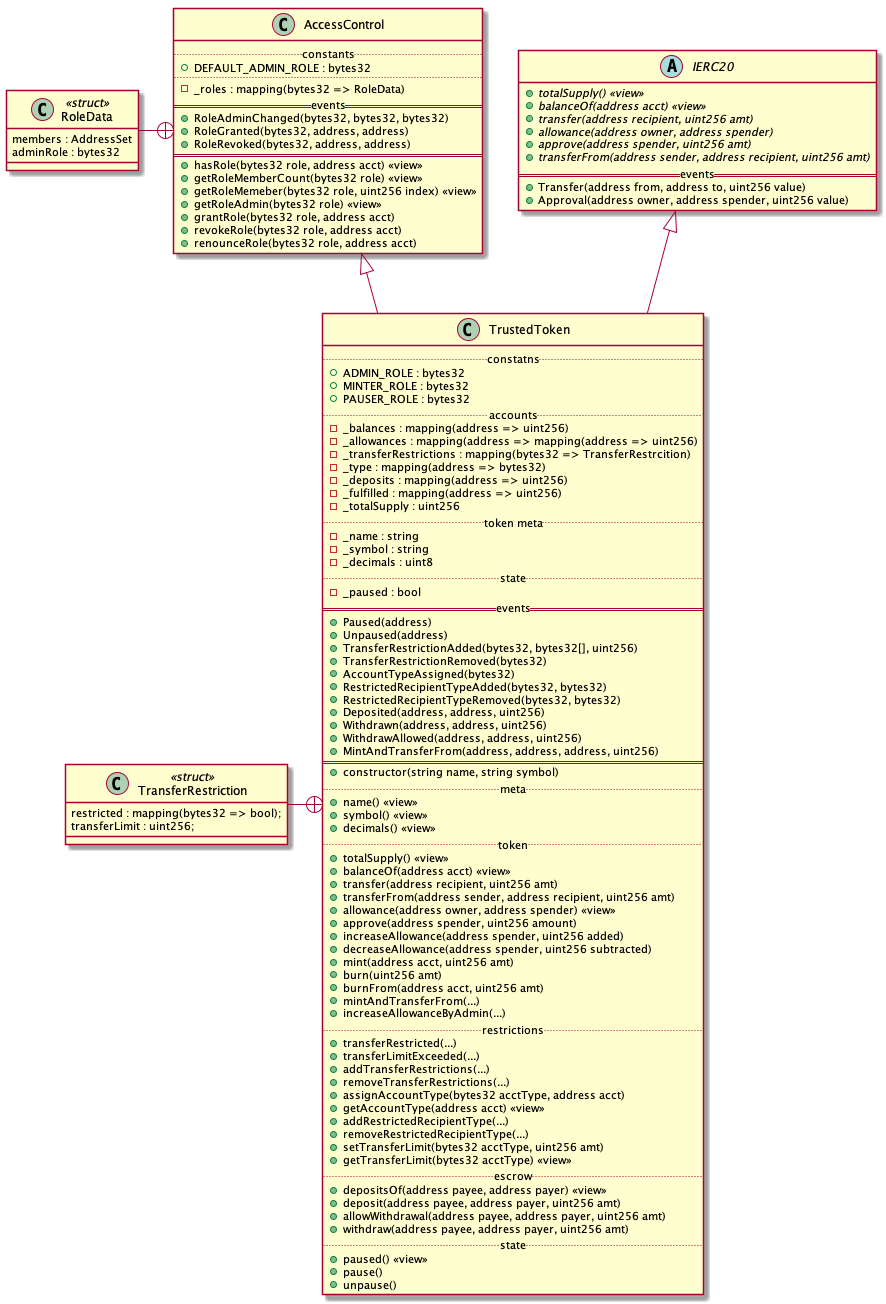 C AccessControl
constants
DEFAULT_ADMIN_ROLE : bytes32
_roles : mapping(bytes32 => RoleData)
events
RoleAdminChanged(bytes32, bytes32, bytes32)
RoleGranted(bytes32, address, address)
RoleRevoked(bytes32, address, address)
hasRole(bytes32 role, address acct) «view»
getRoleMemberCount(bytes32 role) «view»
getRoleMemeber(bytes32 role, uint256 index) «view»
getRoleAdmin(bytes32 role) «view»
grantRole(bytes32 role, address acct)
revokeRole(bytes32 role, address acct)
renounceRole(bytes32 role, address acct)
C «struct»
RoleData
members : AddressSet
adminRole : bytes32
A IERC20
totalSupply() «view»
balanceOf(address acct) «view»
transfer(address recipient, uint256 amt)
allowance(address owner, address spender)
approve(address spender, uint256 amt)
transferFrom(address sender, address recipient, uint256 amt)
events
Transfer(address from, address to, uint256 value)
Approval(address owner, address spender, uint256 value)
C TrustedToken
constatns
ADMIN_ROLE : bytes32
MINTER_ROLE : bytes32
PAUSER_ROLE : bytes32
accounts
_balances : mapping(address => uint256)
_allowances : mapping(address => mapping(address => uint256)
_transferRestrictions : mapping(bytes32 => TransferRestrcition)
_type : mapping(address => bytes32)
_deposits : mapping(address => uint256)
_fulfilled : mapping(address => uint256)
_totalSupply : uint256
token meta
_name : string
_symbol : string
_decimals : uint8
state
_paused : bool
events
Paused(address)
Unpaused(address)
TransferRestrictionAdded(bytes32, bytes32[], uint256)
TransferRestrictionRemoved(bytes32)
AccountTypeAssigned(bytes32)
RestrictedRecipientTypeAdded(bytes32, bytes32)
RestrictedRecipientTypeRemoved(bytes32, bytes32)
Deposited(address, address, uint256)
Withdrawn(address, address, uint256)
WithdrawAllowed(address, address, uint256)
MintAndTransferFrom(address, address, address, uint256)
constructor(string name, string symbol)
meta
name() «view»
symbol() «view»
decimals() «view»
token
totalSupply() «view»
balanceOf(address acct) «view»
transfer(address recipient, uint256 amt)
transferFrom(address sender, address recipient, uint256 amt)
allowance(address owner, address spender) «view»
approve(address spender, uint256 amount)
increaseAllowance(address spender, uint256 added)
decreaseAllowance(address spender, uint256 subtracted)
mint(address acct, uint256 amt)
burn(uint256 amt)
burnFrom(address acct, uint256 amt)
mintAndTransferFrom(...)
increaseAllowanceByAdmin(...)
restrictions
transferRestricted(...)
transferLimitExceeded(...)
addTransferRestrictions(...)
removeTransferRestrictions(...)
assignAccountType(bytes32 acctType, address acct)
getAccountType(address acct) «view»
addRestrictedRecipientType(...)
removeRestrictedRecipientType(...)
setTransferLimit(bytes32 acctType, uint256 amt)
getTransferLimit(bytes32 acctType) «view»
escrow
depositsOf(address payee, address payer) «view»
deposit(address payee, address payer, uint256 amt)
allowWithdrawal(address payee, address payer, uint256 amt)
withdraw(address payee, address payer, uint256 amt)
state
paused() «view»
pause()
unpause()
C «struct»
TransferRestriction
restricted : mapping(bytes32 => bool);
transferLimit : uint256;